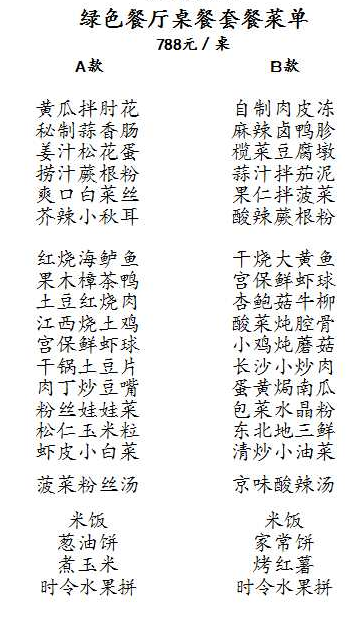 绿色餐厅桌餐套餐菜单
788元/桌
A款 B款
黄瓜拌肘花 自制肉皮冻
秘制蒜香肠 麻辣卤鸭胗
姜汁松花蛋 榄菜豆腐墩
捞汁蕨根粉 蒜汁拌茄泥
爽口白菜丝 果仁拌菠菜
芥辣小秋耳 酸辣蕨根粉
红烧海鲈鱼 干烧大黄鱼
果木樟茶鸭 宫保鲜虾球
土豆红烧肉 杏鲍菇牛柳
江西烧土鸡 酸菜炖腔骨
宫保鲜虾球 小鸡炖蘑菇
干锅土豆片 长沙小炒肉
肉丁炒豆嘴 蛋黄焗南瓜
粉丝娃娃菜 包菜水晶粉
松仁玉米粒 东北地三鲜
虾皮小白菜 清炒小油菜
菠菜粉丝汤 京味酸辣汤
米饭 米饭
葱油饼 家常饼
煮玉米 烤红薯
时令水果拼 时令水果拼